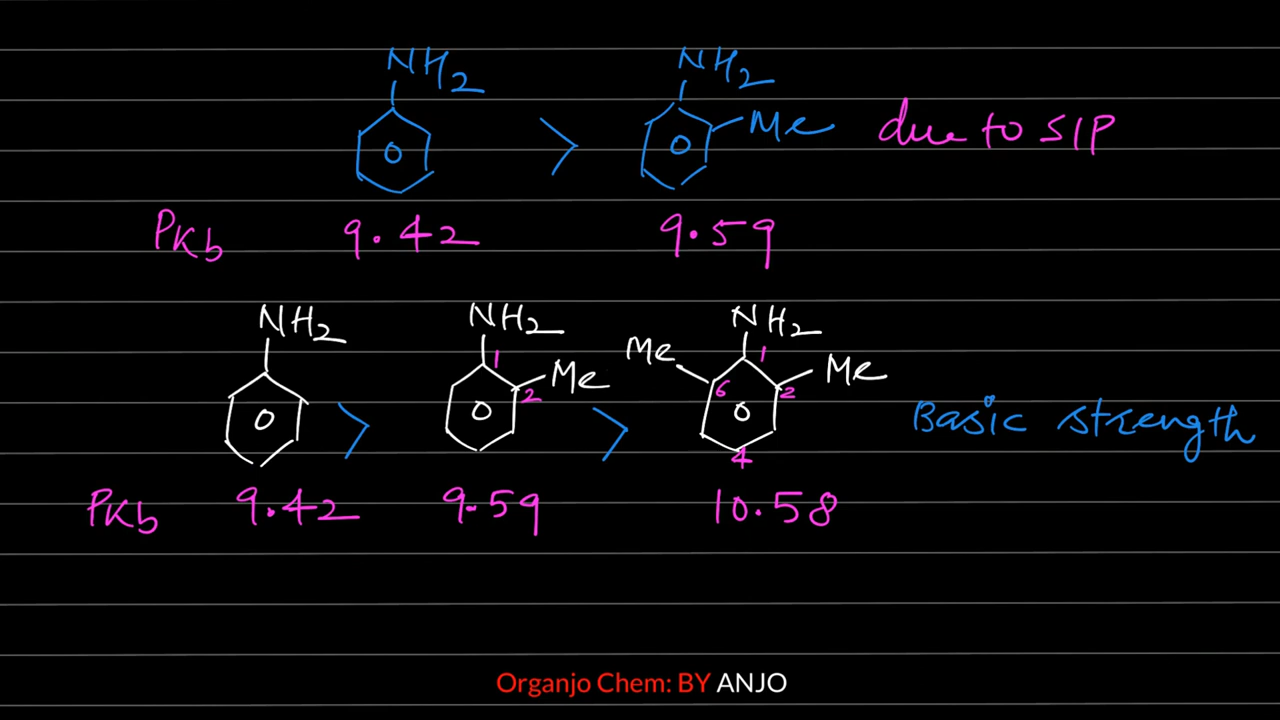 NH2 NH2
> Me due to SIP
PKb 9.42 9.59
NH2 NH2 Me NH2
1 2 Me 1 6 2 Me
> > 4 Basic strength
PKb 9.42 9.59 10.58
Organjo Chem: BY ANJO